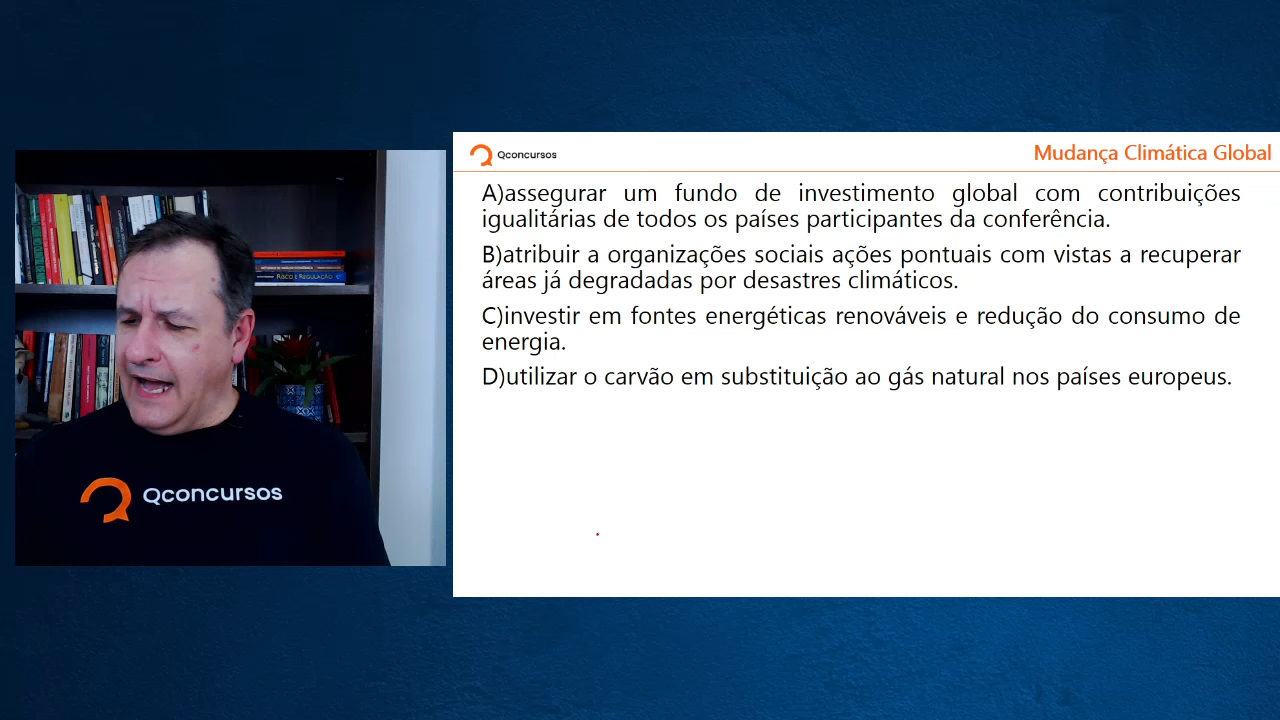 Qconcursos
Mudança Climática Global
A)assegurar um fundo de investimento global com contribuições
igualitárias de todos os países participantes da conferência.
B)atribuir a organizações sociais ações pontuais com vistas a recuperar
áreas já degradadas por desastres climáticos.
C)investir em fontes energéticas renováveis e redução do consumo de
energia.
D)utilizar o carvão em substituição ao gás natural nos países europeus.
Qconcursos